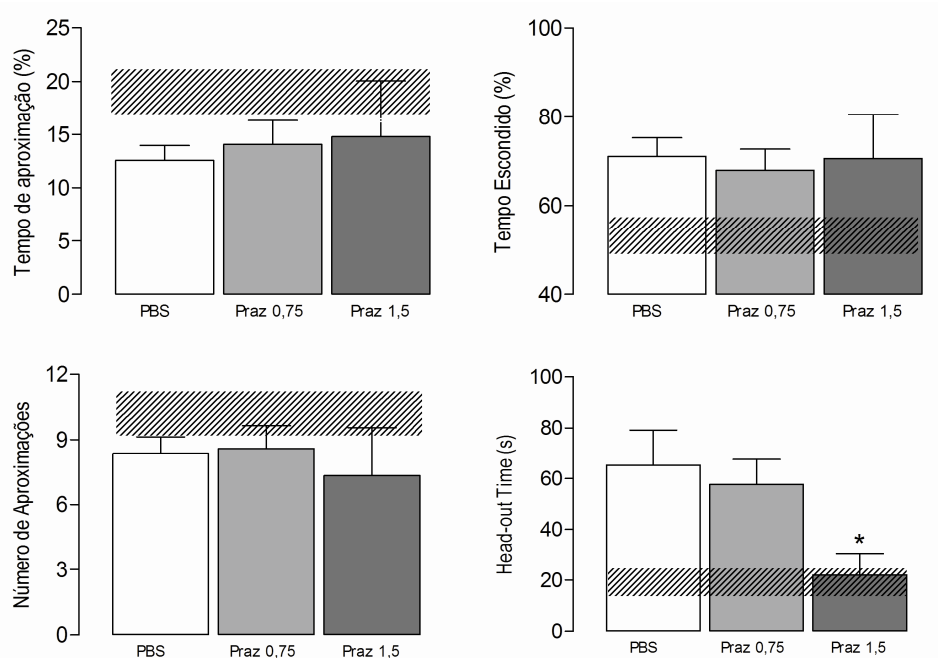 Tempo de aproximação (%)
25
20
15
10
5
0
PBS Praz 0,75 Praz 1,5
Tempo Escondido (%)
100
80
60
40
PBS Praz 0,75 Praz 1,5
Número de Aproximações
12
9
6
3
0
PBS Praz 0,75 Praz 1,5
Head-out Time (s)
100
80
60
40
20
0
*
PBS Praz 0,75 Praz 1,5